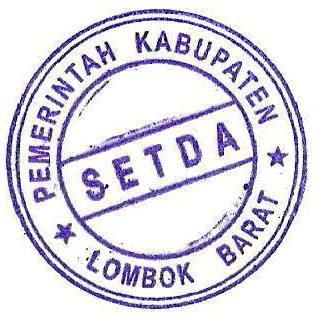 PEMERINTAH KABUPATEN
SETDA
LOMBOK BARAT